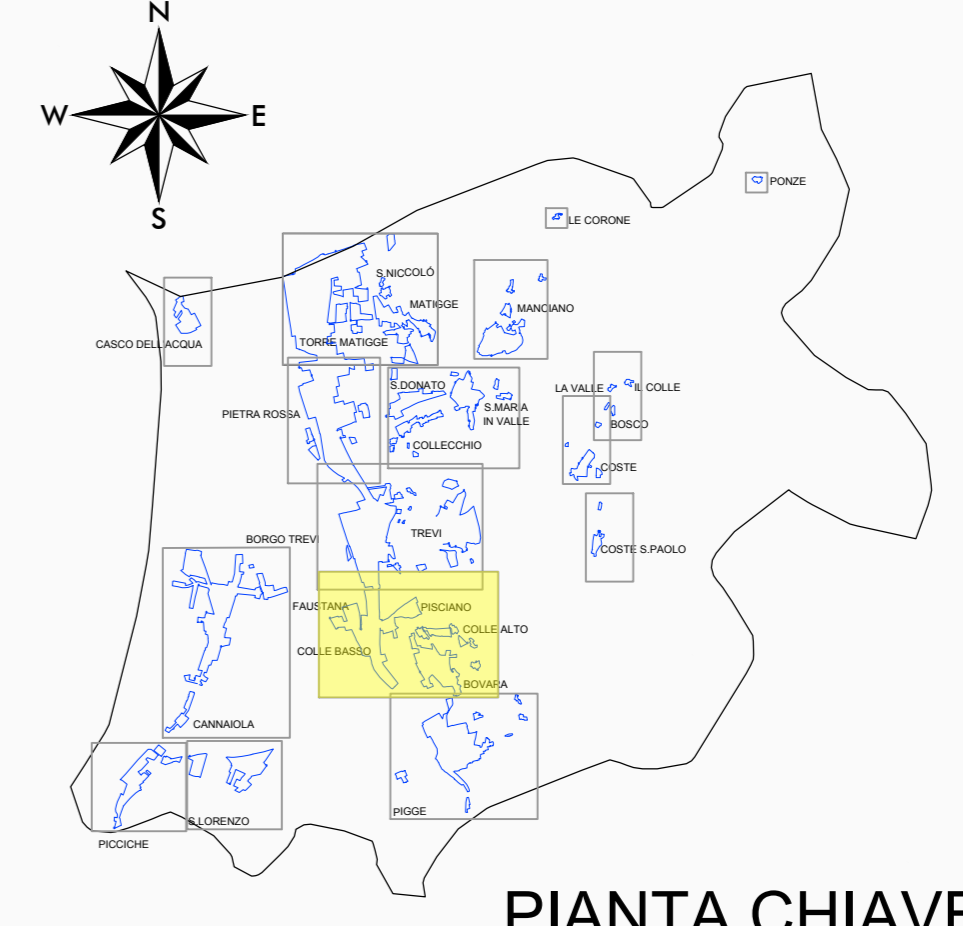 N
W
E
S
PONZE
LE CORONE
S.NICCOLÓ
MATIGGE
MANCIANO
CASCO DELL'ACQUA
TORRE MATIGGE
S.DONATO
LA VALLE
IL COLLE
PIETRA ROSSA
S.MARIA
IN VALLE
BOSCO
COLLECCHIO
COSTE
TREVI
BORGO TREVI
COSTE S.PAOLO
FAUSTANA
PISCIANO
COLLE ALTO
COLLE BASSO
BOVARA
CANNAIOLA
PIGGE
S.LORENZO
PICCICHE
PIANTA CHIAVE